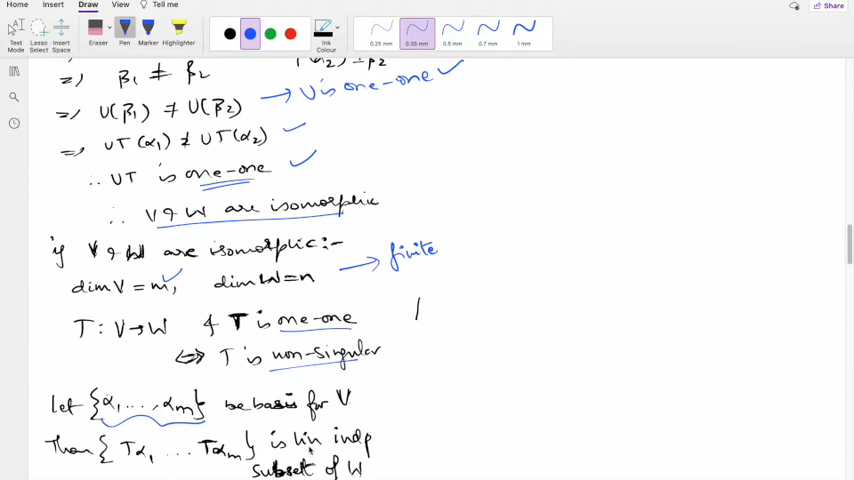 Home Insert Draw View Tell Me Share
Text Mode Lasso Select Insert Space Eraser Pen Marker Highlighter Ink Colour 0.25 mm 0.35 mm 0.5 mm 0.7 mm 1 mm
=> β1 ≠ β2
=> U(β1) ≠ U(β2) → U is one-one ✓
=> UT(α1) ≠ UT(α2) ✓
∴ UT is one-one ✓
∴ V & W are isomorphic
if V & W are isomorphic :-
dim V = m, ✓ dim W = n → finite
T : V → W & T is one-one
<=> T is non-singular
let {α1, ..., αm} be basis for V
Then { Tα1 ... Tαm } is lin indp
subset of W